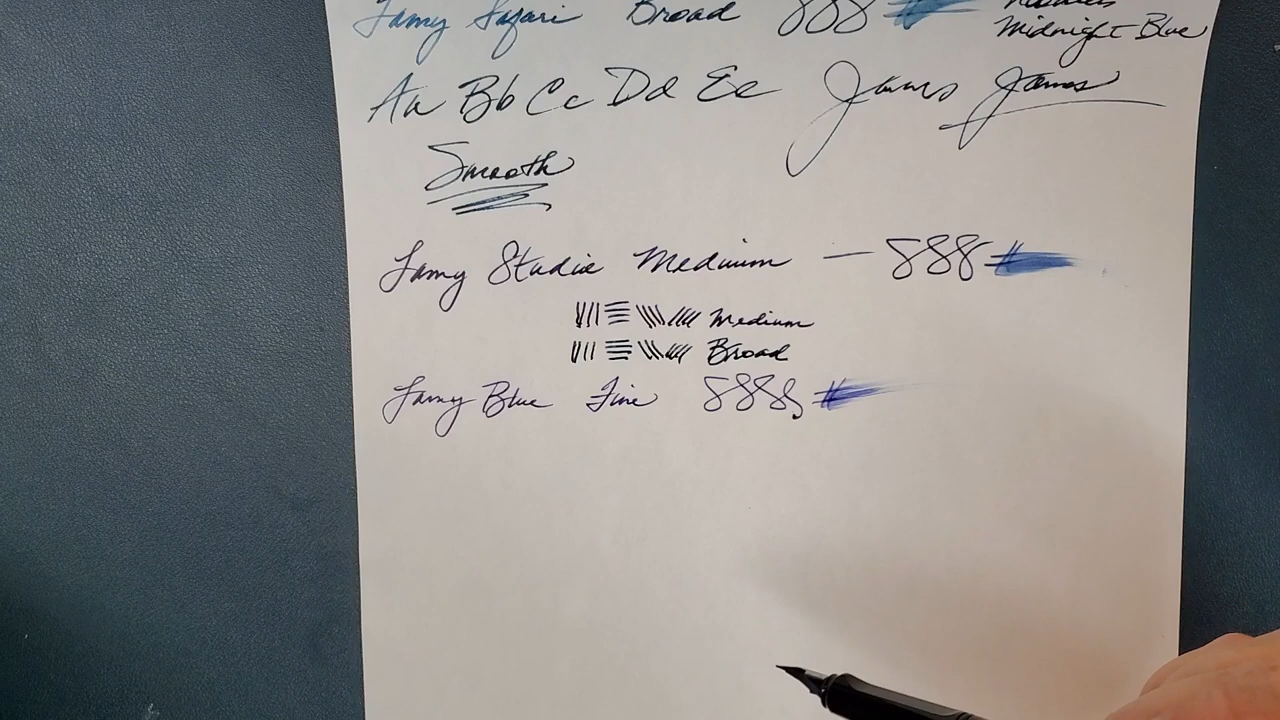 Lamy Safari Broad 888
Midnight Blue
Aa Bb Cc Dd Ee James James
Smooth
Lamy Studio Medium — 888
Medium
Broad
Lamy Blue Fine 888s